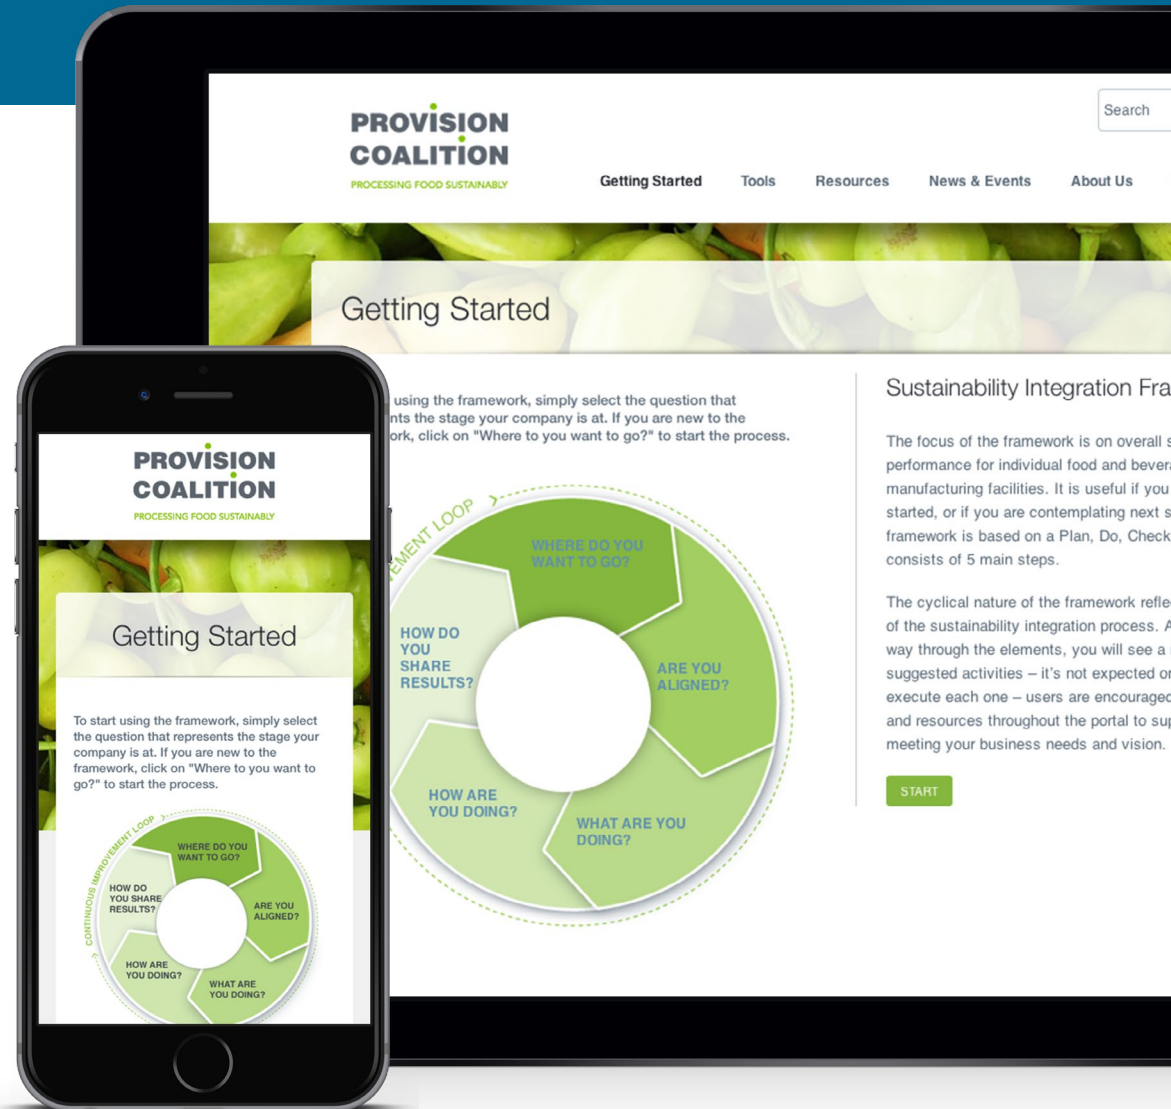 PROVISION
COALITION
PROCESSING FOOD SUSTAINABLY
Search
Getting Started Tools Resources News & Events About Us
Getting Started
using the framework, simply select the question that
nts the stage your company is at. If you are new to the
ork, click on "Where to you want to go?" to start the process.
EMENT LOOP
WHERE DO YOU
WANT TO GO?
ARE YOU
ALIGNED?
WHAT ARE YOU
DOING?
HOW ARE
YOU DOING?
HOW DO
YOU
SHARE
RESULTS?
Sustainability Integration Fra
The focus of the framework is on overall s
performance for individual food and bever
manufacturing facilities. It is useful if you
started, or if you are contemplating next s
framework is based on a Plan, Do, Check
consists of 5 main steps.
The cyclical nature of the framework refle
of the sustainability integration process. A
way through the elements, you will see a
suggested activities – it's not expected or
execute each one – users are encouraged
and resources throughout the portal to sup
meeting your business needs and vision.
START
PROVISION
COALITION
PROCESSING FOOD SUSTAINABLY
Getting Started
To start using the framework, simply select
the question that represents the stage your
company is at. If you are new to the
framework, click on "Where to you want to
go?" to start the process.
CONTINUOUS IMPROVEMENT LOOP
WHERE DO YOU
WANT TO GO?
ARE YOU
ALIGNED?
WHAT ARE
YOU DOING?
HOW ARE
YOU DOING?
HOW DO
YOU SHARE
RESULTS?